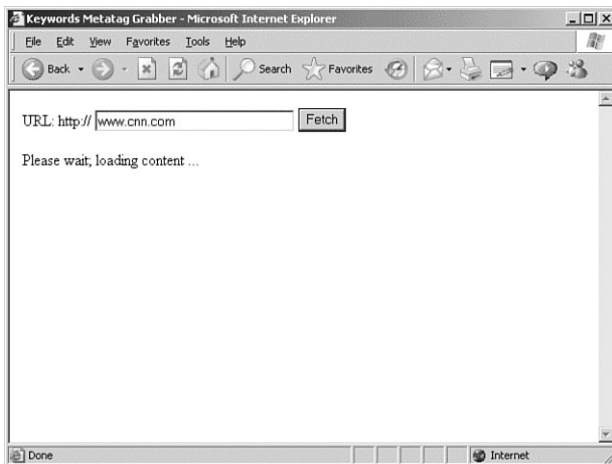 Keywords Metatag Grabber - Microsoft Internet Explorer
File Edit View Favorites Tools Help
Back Search Favorites
URL: http:// www.cnn.com Fetch
Please wait; loading content ...
Done Internet